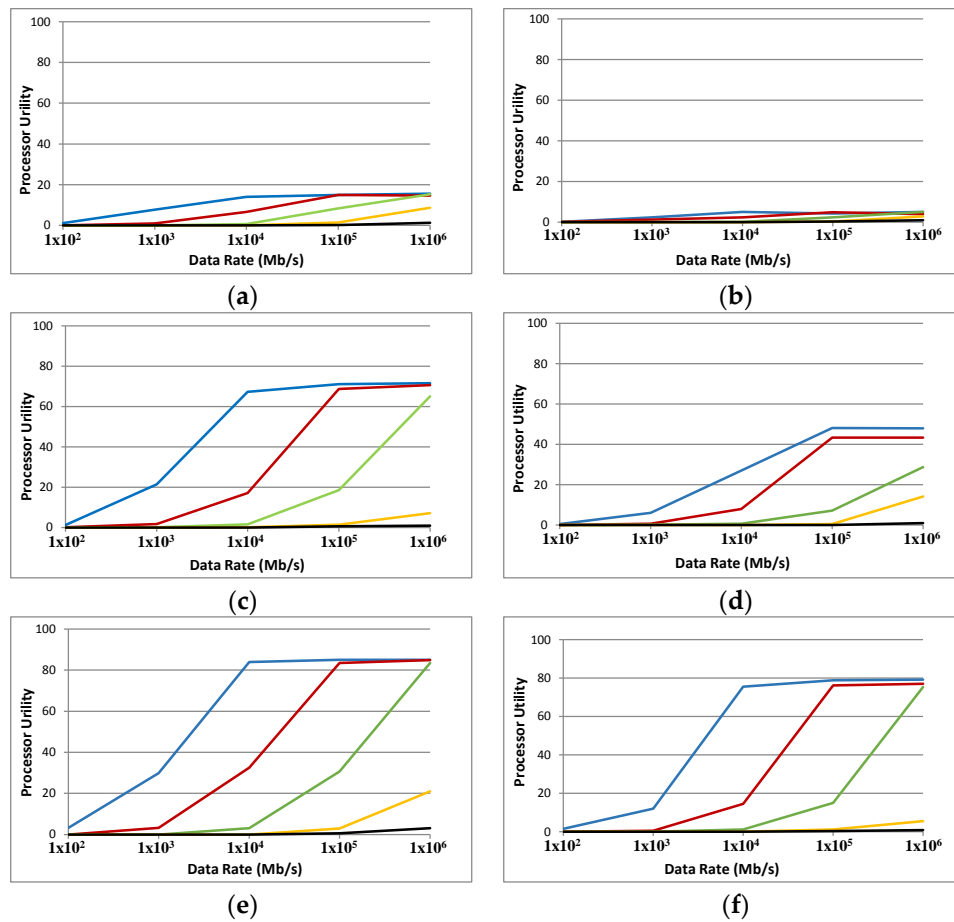 100
80
60
40
20
0
Processor Urility
1x10²
1x10³
1x10⁴
1x10⁵
1x10⁶
Data Rate (Mb/s)
(a)
100
80
60
40
20
0
Processor Urility
1x10²
1x10³
1x10⁴
1x10⁵
1x10⁶
Data Rate (Mb/s)
(b)
100
80
60
40
20
0
Processor Urility
1x10²
1x10³
1x10⁴
1x10⁵
1x10⁶
Data Rate (Mb/s)
(c)
100
80
60
40
20
0
Processor Utility
1x10²
1x10³
1x10⁴
1x10⁵
1x10⁶
Data Rate (Mb/s)
(d)
100
80
60
40
20
0
Processor Urility
1x10²
1x10³
1x10⁴
1x10⁵
1x10⁶
Data Rate (Mb/s)
(e)
100
80
60
40
20
0
Processor Utility
1x10²
1x10³
1x10⁴
1x10⁵
1x10⁶
Data Rate (Mb/s)
(f)